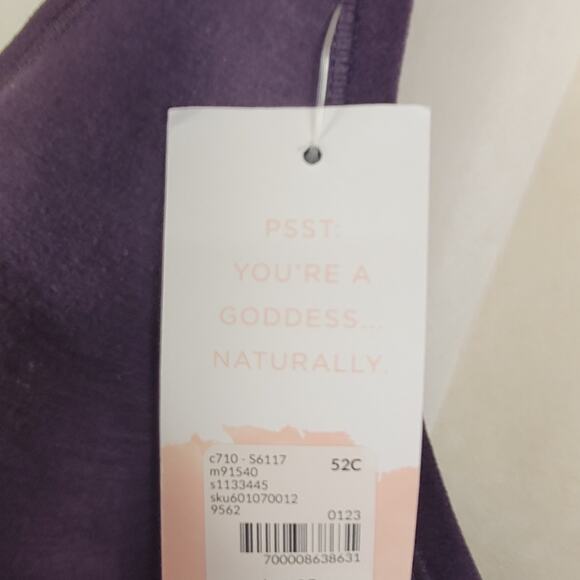 PSST:
YOU'RE A
GODDESS...
NATURALLY.
c710 - S6117
52C
m91540
s1133445
sku601070012
9562
0123
700008638631